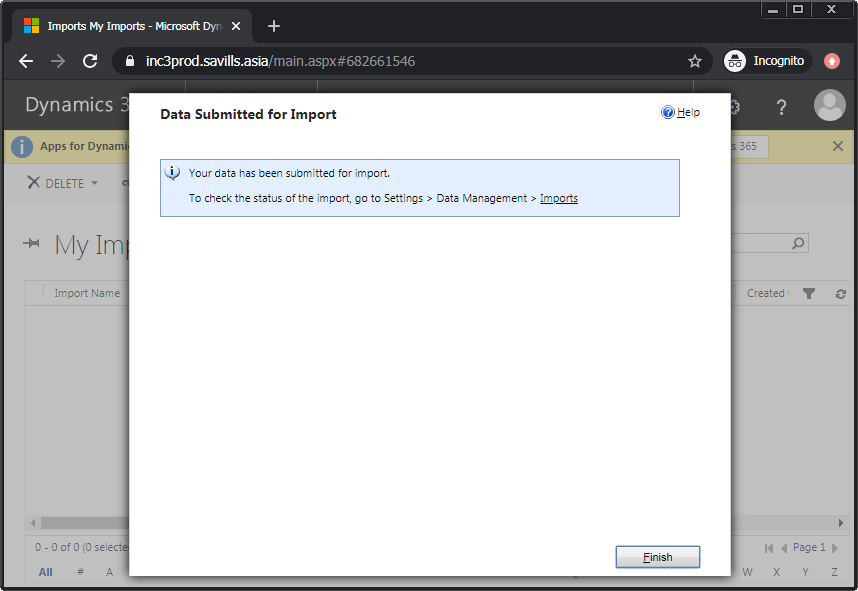 Imports My Imports - Microsoft Dyn
inc3prod.savills.asia/main.aspx#682661546
Incognito
Dynamics 3
?
Apps for Dynami
s 365
DELETE
My Imp
Import Name
Created
Data Submitted for Import
Help
Your data has been submitted for import.
To check the status of the import, go to Settings > Data Management > Imports
Finish
0 - 0 of 0 (0 selecte
Page 1
All # A
W X Y Z